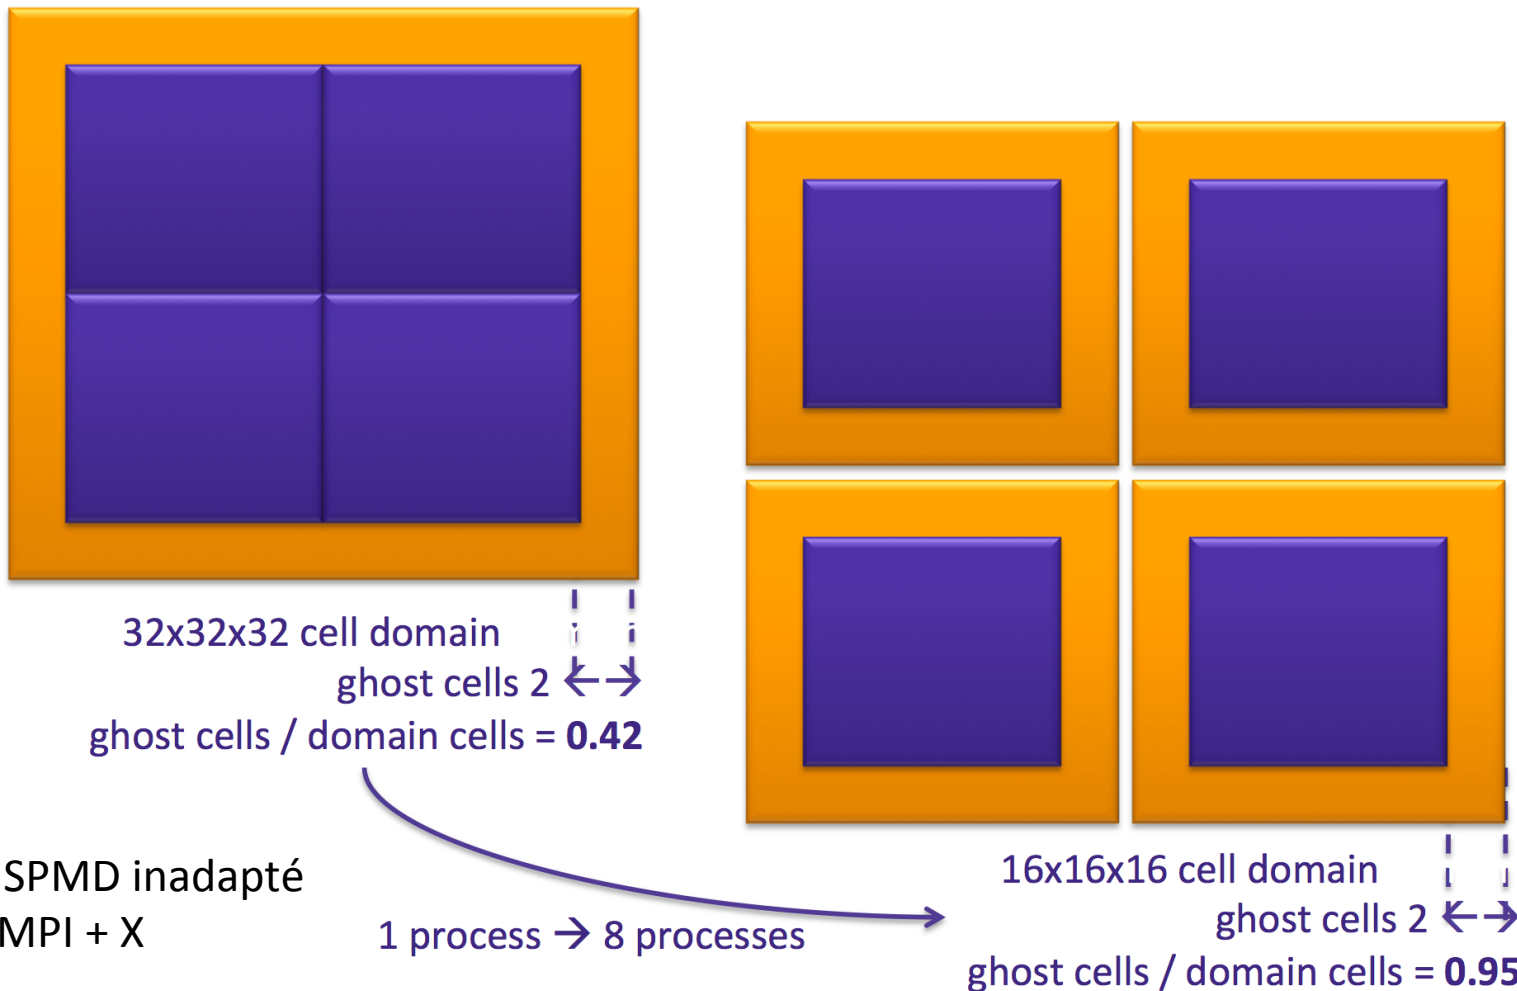 32x32x32 cell domain
ghost cells 2
ghost cells / domain cells = 0.42
SPMD inadapté
MPI + X
1 process → 8 processes
16x16x16 cell domain
ghost cells 2
ghost cells / domain cells = 0.95